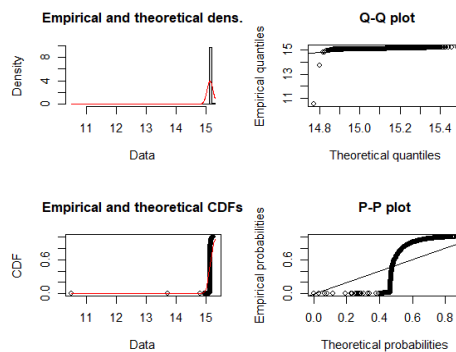 Empirical and theoretical dens.
Density
0 4 8
11 12 13 14 15
Data
Q-Q plot
Empirical quantiles
11 13 15
14.8 15.0 15.2 15.4
Theoretical quantiles
Empirical and theoretical CDFs
CDF
0.0 0.6
11 12 13 14 15
Data
P-P plot
Empirical probabilities
0.0 0.6
0.0 0.2 0.4 0.6 0.8
Theoretical probabilities